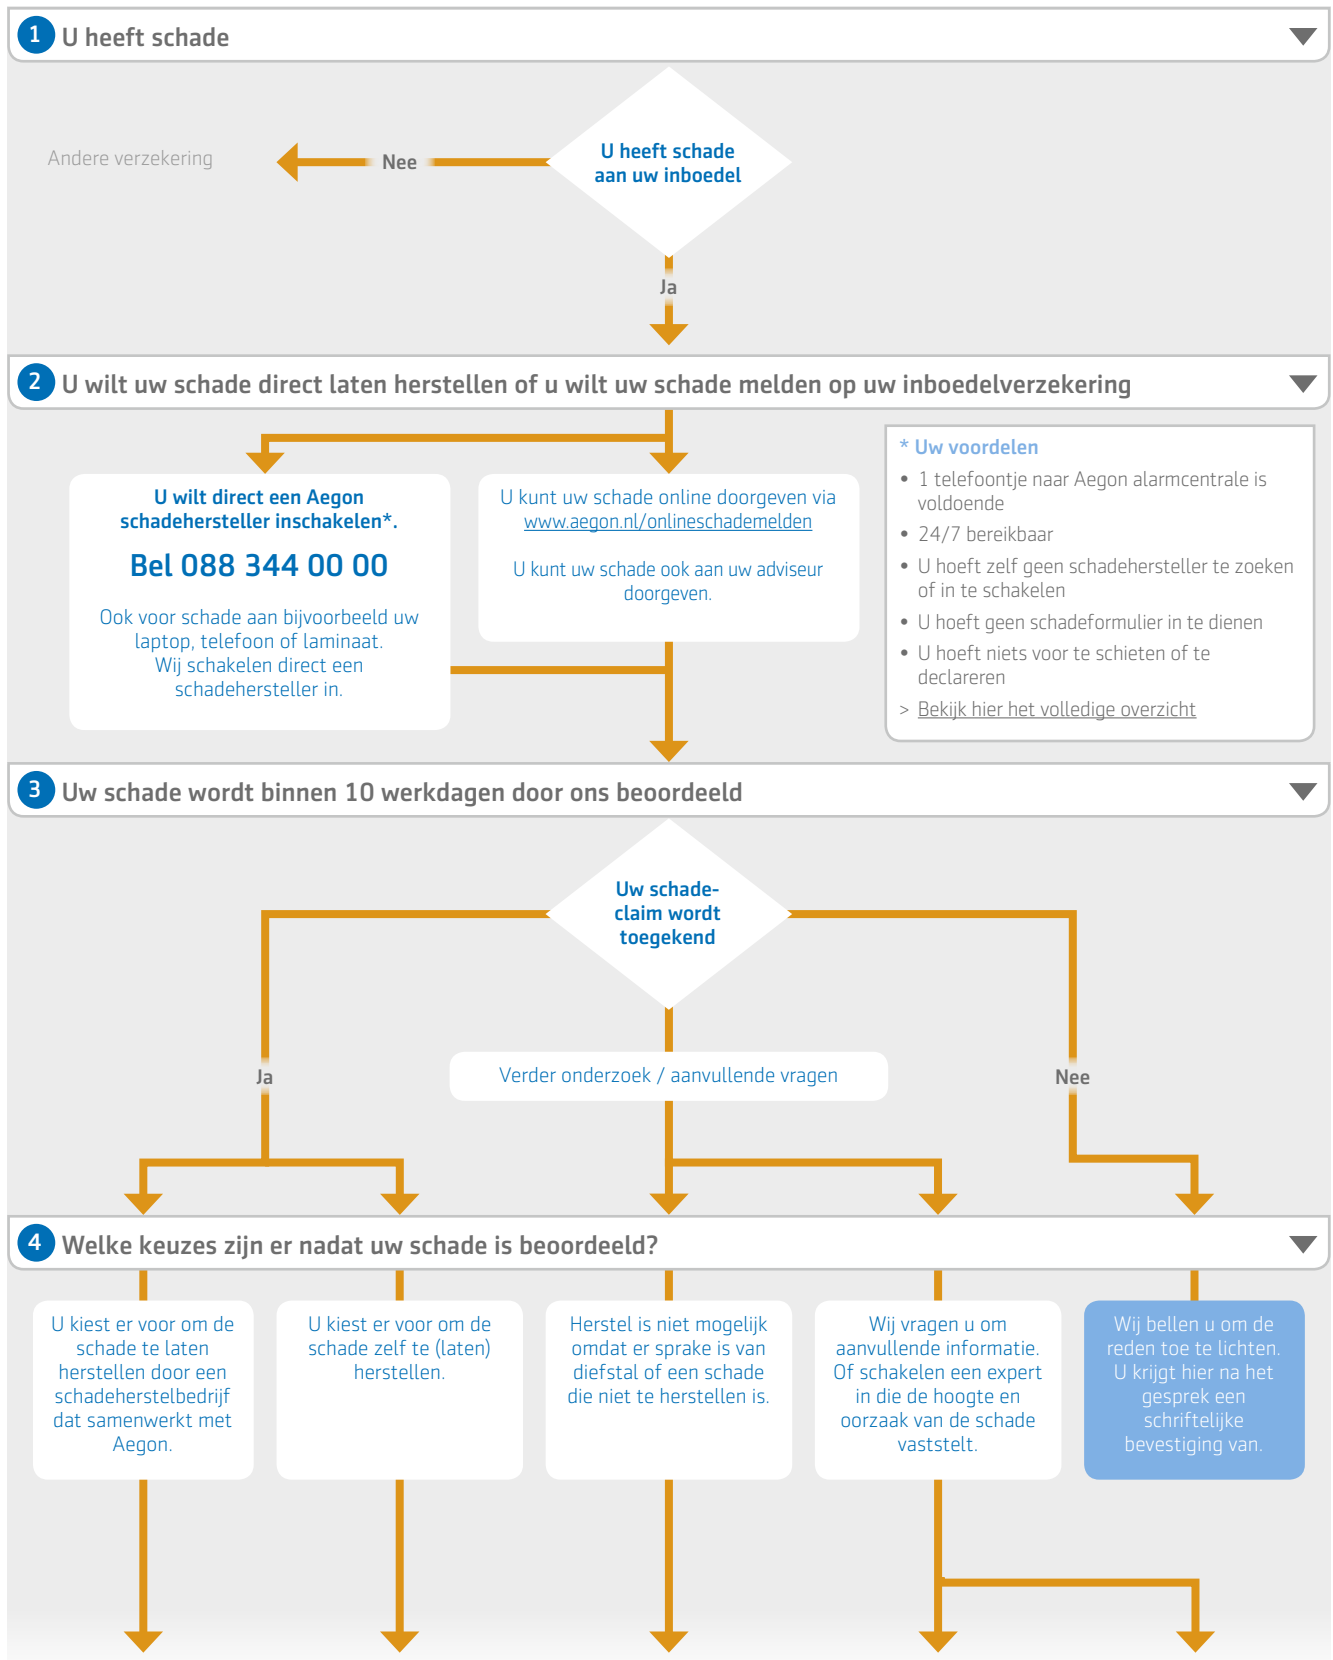 1 U heeft schade
U heeft schade
aan uw inboedel
Andere verzekering
Nee
Ja
2 U wilt uw schade direct laten herstellen of u wilt uw schade melden op uw inboedelverzekering
U wilt direct een Aegon
schadehersteller inschakelen*.
Bel 088 344 00 00
Ook voor schade aan bijvoorbeeld uw
laptop, telefoon of laminaat.
Wij schakelen direct een
schadehersteller in.
U kunt uw schade online doorgeven via
www.aegon.nl/onlineschademelden
U kunt uw schade ook aan uw adviseur
doorgeven.
* Uw voordelen
• 1 telefoontje naar Aegon alarmcentrale is
voldoende
• 24/7 bereikbaar
• U hoeft zelf geen schadehersteller te zoeken
of in te schakelen
• U hoeft geen schadeformulier in te dienen
• U hoeft niets voor te schieten of te
declareren
> Bekijk hier het volledige overzicht
3 Uw schade wordt binnen 10 werkdagen door ons beoordeeld
Uw schade-
claim wordt
toegekend
Ja
Verder onderzoek / aanvullende vragen
Nee
4 Welke keuzes zijn er nadat uw schade is beoordeeld?
U kiest er voor om de
schade te laten
herstellen door een
schadeherstelbedrijf
dat samenwerkt met
Aegon.
U kiest er voor om de
schade zelf te (laten)
herstellen.
Herstel is niet mogelijk
omdat er sprake is van
diefstal of een schade
die niet te herstellen is.
Wij vragen u om
aanvullende informatie.
Of schakelen een expert
in die de hoogte en
oorzaak van de schade
vaststelt.
Wij bellen u om de
reden toe te lichten.
U krijgt hier na het
gesprek een
schriftelijke
bevestiging van.